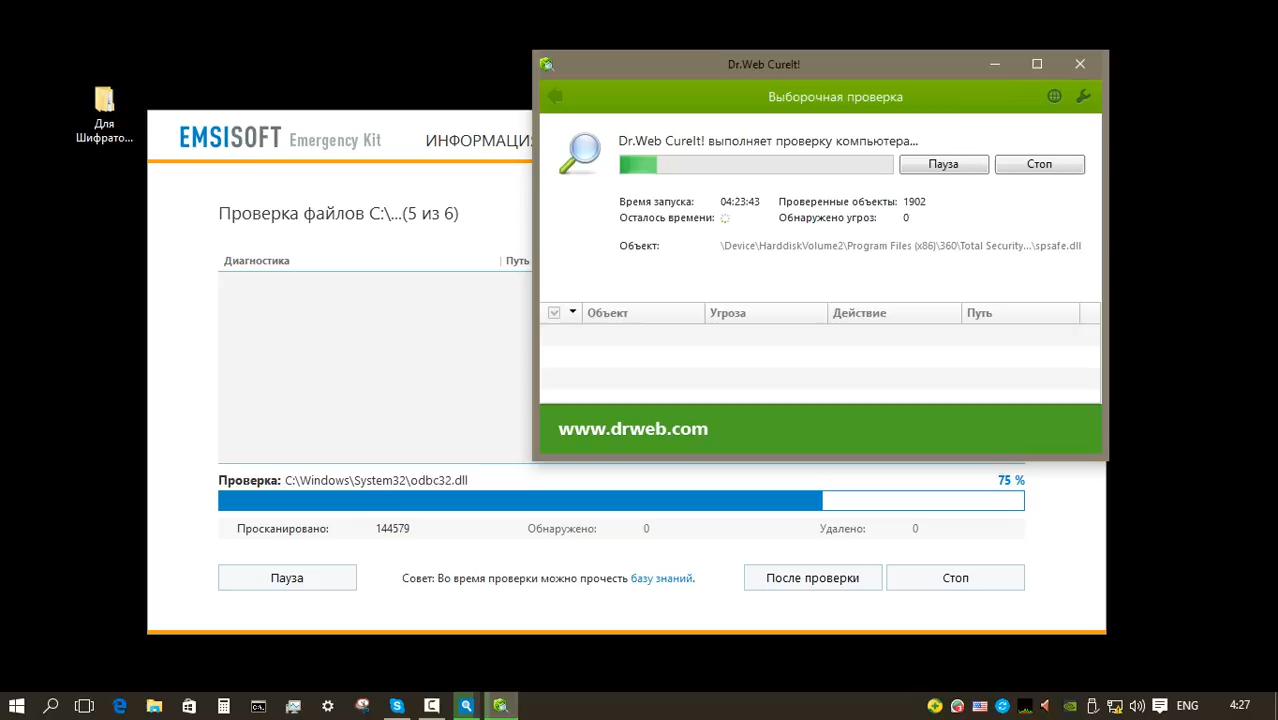 Для
Шифрато...
EMSISOFT Emergency Kit
ИНФОРМАЦИ
Проверка файлов C:\...(5 из 6)
Диагностика
Путь
Dr.Web CureIt!
Выборочная проверка
Dr.Web CureIt! выполняет проверку компьютера...
Пауза
Стоп
Время запуска: 04:23:43 Проверенные объекты: 1902
Осталось времени: Обнаружено угроз: 0
Объект: \Device\HarddiskVolume2\Program Files (x86)\360\Total Security...\spsafe.dll
Объект Угроза Действие Путь
www.drweb.com
Проверка: C:\Windows\System32\odbc32.dll 75 %
Просканировано: 144579 Обнаружено: 0 Удалено: 0
Пауза
Совет: Во время проверки можно прочесть базу знаний.
После проверки
Стоп
ENG
4:27